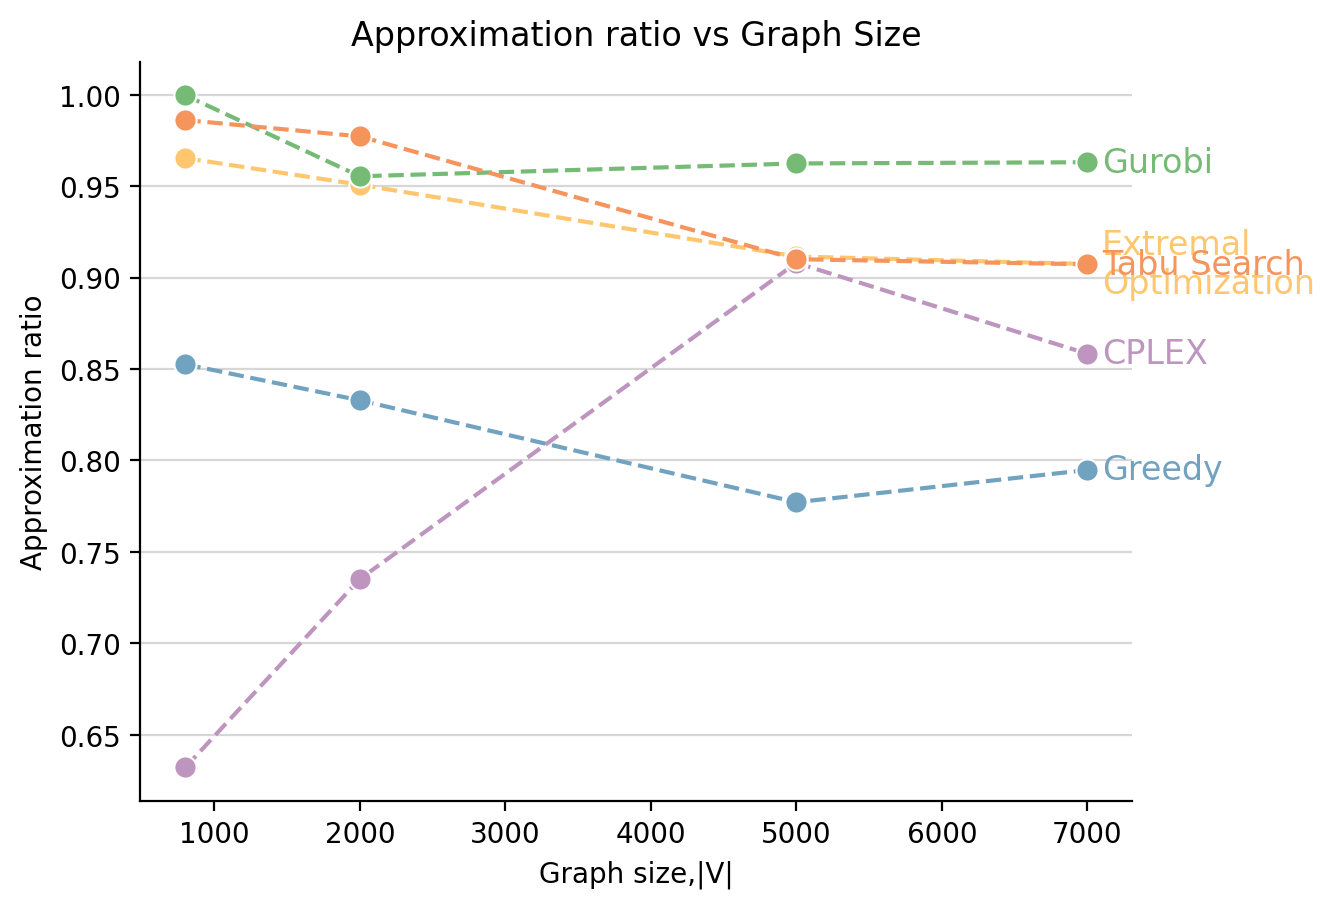 Approximation ratio vs Graph Size
1.00
0.95
0.90
0.85
0.80
0.75
0.70
0.65
Approximation ratio
1000 2000 3000 4000 5000 6000 7000
Graph size,|V|
Gurobi
Extremal
Tabu Search
Optimization
CPLEX
Greedy